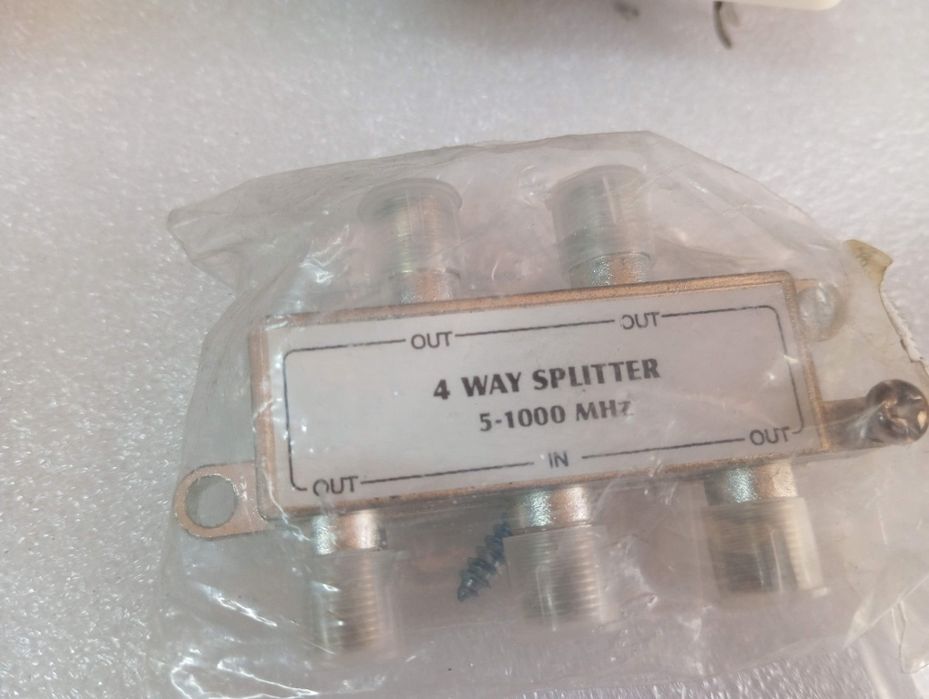 OUT OUT
4 WAY SPLITTER
5-1000 MHz
OUT IN OUT